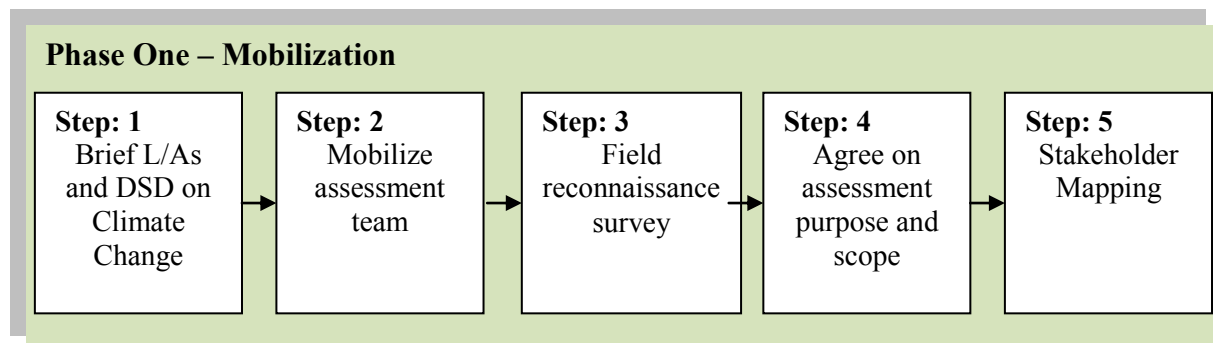 Phase One – Mobilization
Step: 1
Brief L/As
and DSD on
Climate
Change
Step: 2
Mobilize
assessment
team
Step: 3
Field
reconnaissance
survey
Step: 4
Agree on
assessment
purpose and
scope
Step: 5
Stakeholder
Mapping